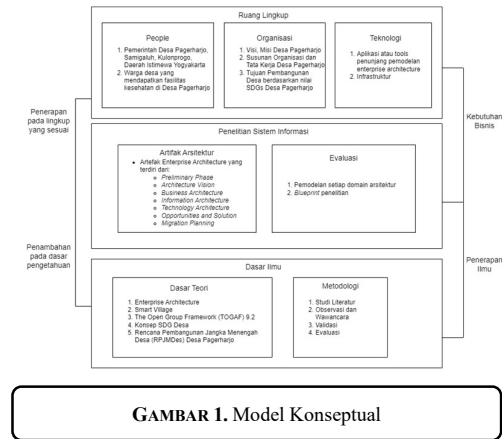 Ruang Lingkup
People
1. Pemerintah Desa Pagerharjo,
Samigaluh, Kulonprogo,
Daerah Istimewa Yogyakarta
2. Warga desa yang
mendapatkan fasilitas
kesehatan di Desa Pagerharjo
Organisasi
1. Visi, Misi Desa Pagerharjo
2. Susunan Organisasi dan
Tata Kerja Desa Pagerharjo
3. Tujuan Pembangunan
Desa berdasarkan nilai
SDGs Desa Pagerharjo
Teknologi
1. Aplikasi atau tools
penunjang pemodelan
enterprise architecture
2. Infrastruktur
Penerapan
pada lingkup
yang sesuai
Kebutuhan
Bisnis
Penelitian Sistem Informasi
Artifak Arsitektur
• Artefak Enterprise Architecture yang
terdiri dari:
○ Preliminary Phase
○ Architecture Vision
○ Business Architecture
○ Information Architecture
○ Technology Architecture
○ Opportunities and Solution
○ Migration Planning
Evaluasi
1. Pemodelan setiap domain arsitektur
2. Blueprint penelitian
Penambahan
pada dasar
pengetahuan
Penerapan
Ilmu
Dasar Ilmu
Dasar Teori
1. Enterprise Architecture
2. Smart Village
3. The Open Group Framework (TOGAF) 9.2
4. Konsep SDG Desa
5. Rencana Pembangunan Jangka Menengah
Desa (RPJMDes) Desa Pagerharjo
Metodologi
1. Studi Literatur
2. Observasi dan
Wawancara
3. Validasi
4. Evaluasi
GAMBAR 1. Model Konseptual